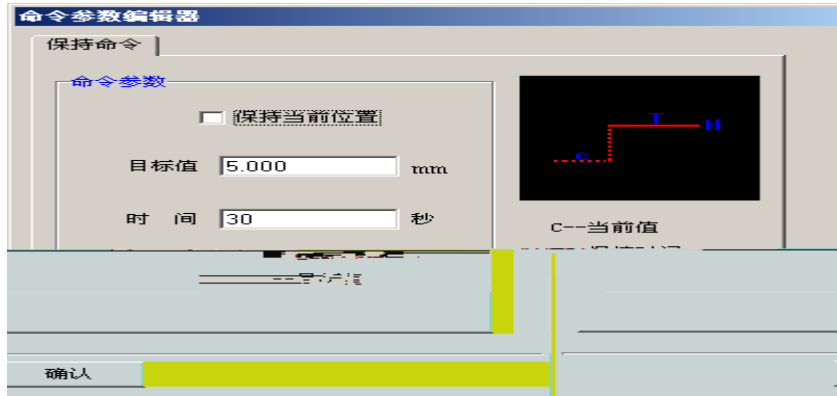 命令参数编辑器
保持命令
命令参数
保持当前位置
T
H
C
目标值 5.000 mm
时 间 30 秒
C--当前值
确认